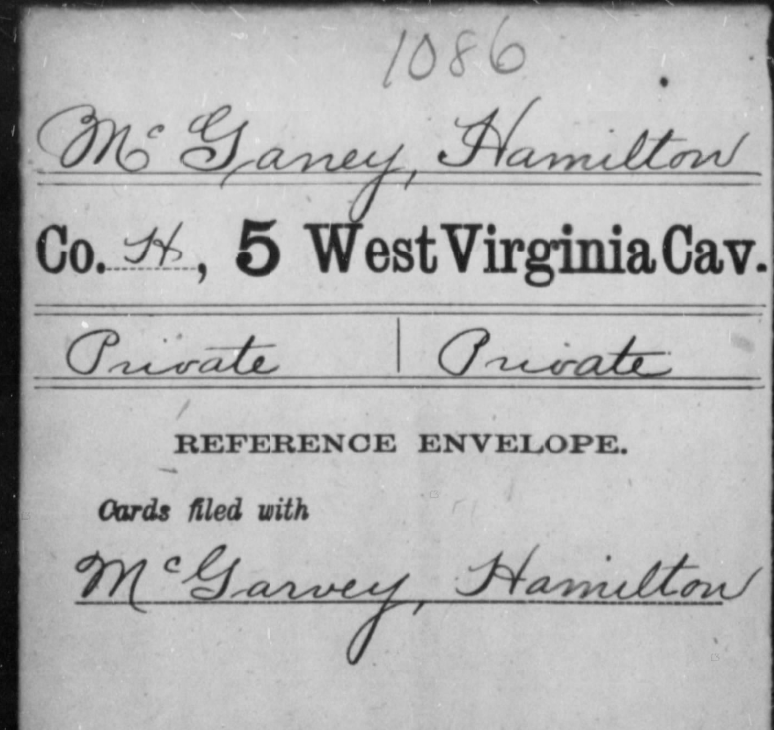 1086
McGaney, Hamilton
Co. H, 5 West Virginia Cav.
Private | Private
REFERENCE ENVELOPE.
Cards filed with
McGarvey, Hamilton